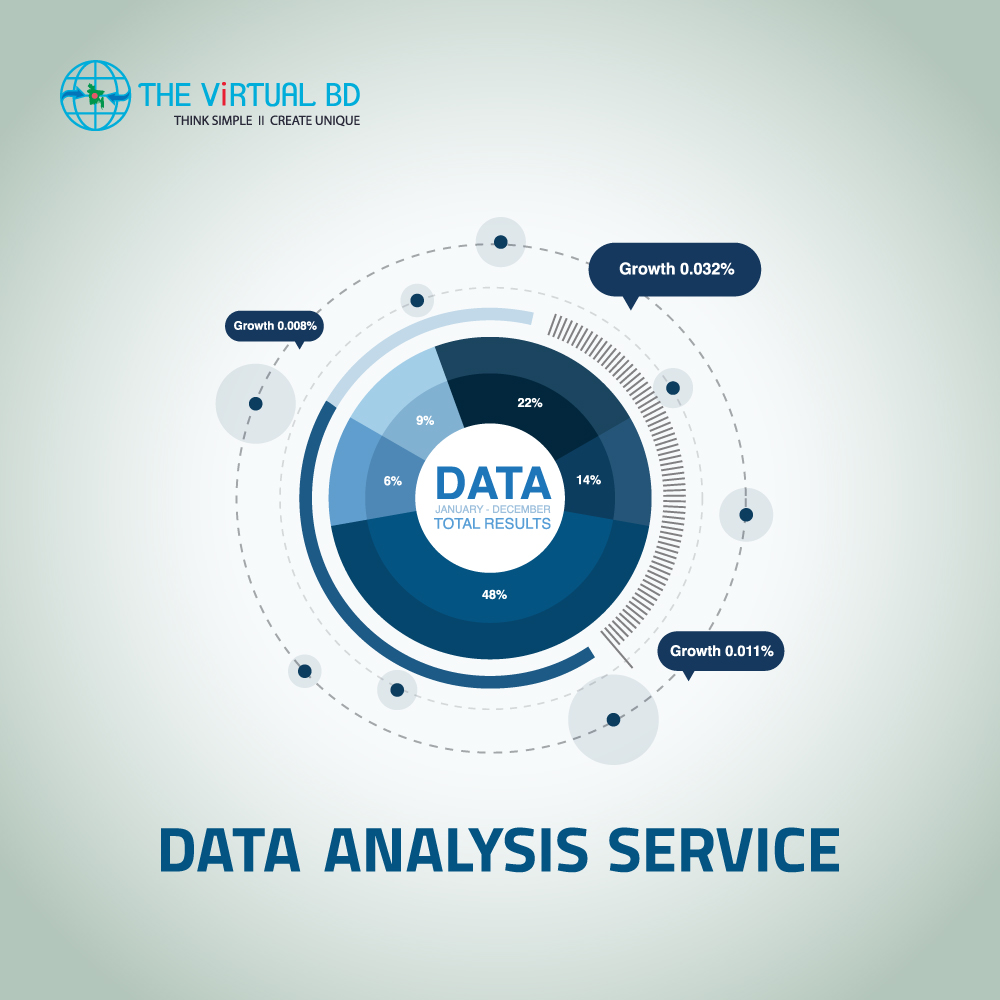 THE ViRTUAL BD
THINK SIMPLE II CREATE UNIQUE
Growth 0.032%
Growth 0.008%
22%
9%
14%
6%
DATA
JANUARY - DECEMBER
TOTAL RESULTS
48%
Growth 0.011%
DATA ANALYSIS SERVICE